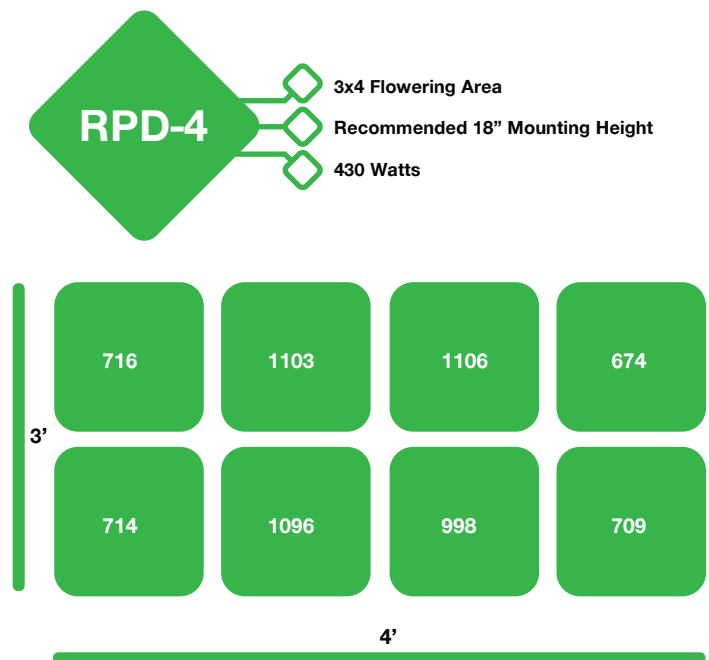 RPD-4
3x4 Flowering Area
Recommended 18” Mounting Height
430 Watts
716 1103 1106 674
3’
714 1096 998 709
4’